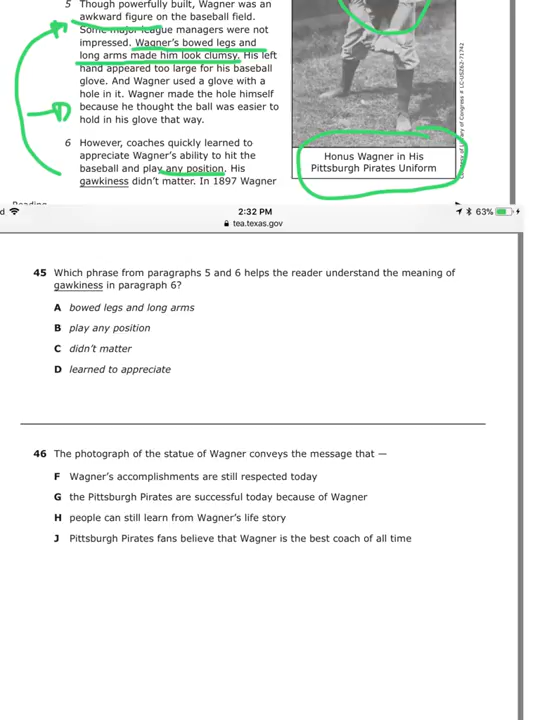 5 Though powerfully built, Wagner was an
awkward figure on the baseball field.
Some major league managers were not
impressed. Wagner's bowed legs and
long arms made him look clumsy. His left
hand appeared too large for his baseball
glove. And Wagner used a glove with a
hole in it. Wagner made the hole himself
because he thought the ball was easier to
hold in his glove that way.
6 However, coaches quickly learned to
appreciate Wagner's ability to hit the
baseball and play any position. His
gawkiness didn't matter. In 1897 Wagner
Library of Congress # LC-USZ62-71742
Honus Wagner in His
Pittsburgh Pirates Uniform
2:32 PM
63%
tea.texas.gov
45 Which phrase from paragraphs 5 and 6 helps the reader understand the meaning of
gawkiness in paragraph 6?
A bowed legs and long arms
B play any position
C didn't matter
D learned to appreciate
46 The photograph of the statue of Wagner conveys the message that —
F Wagner's accomplishments are still respected today
G the Pittsburgh Pirates are successful today because of Wagner
H people can still learn from Wagner's life story
J Pittsburgh Pirates fans believe that Wagner is the best coach of all time